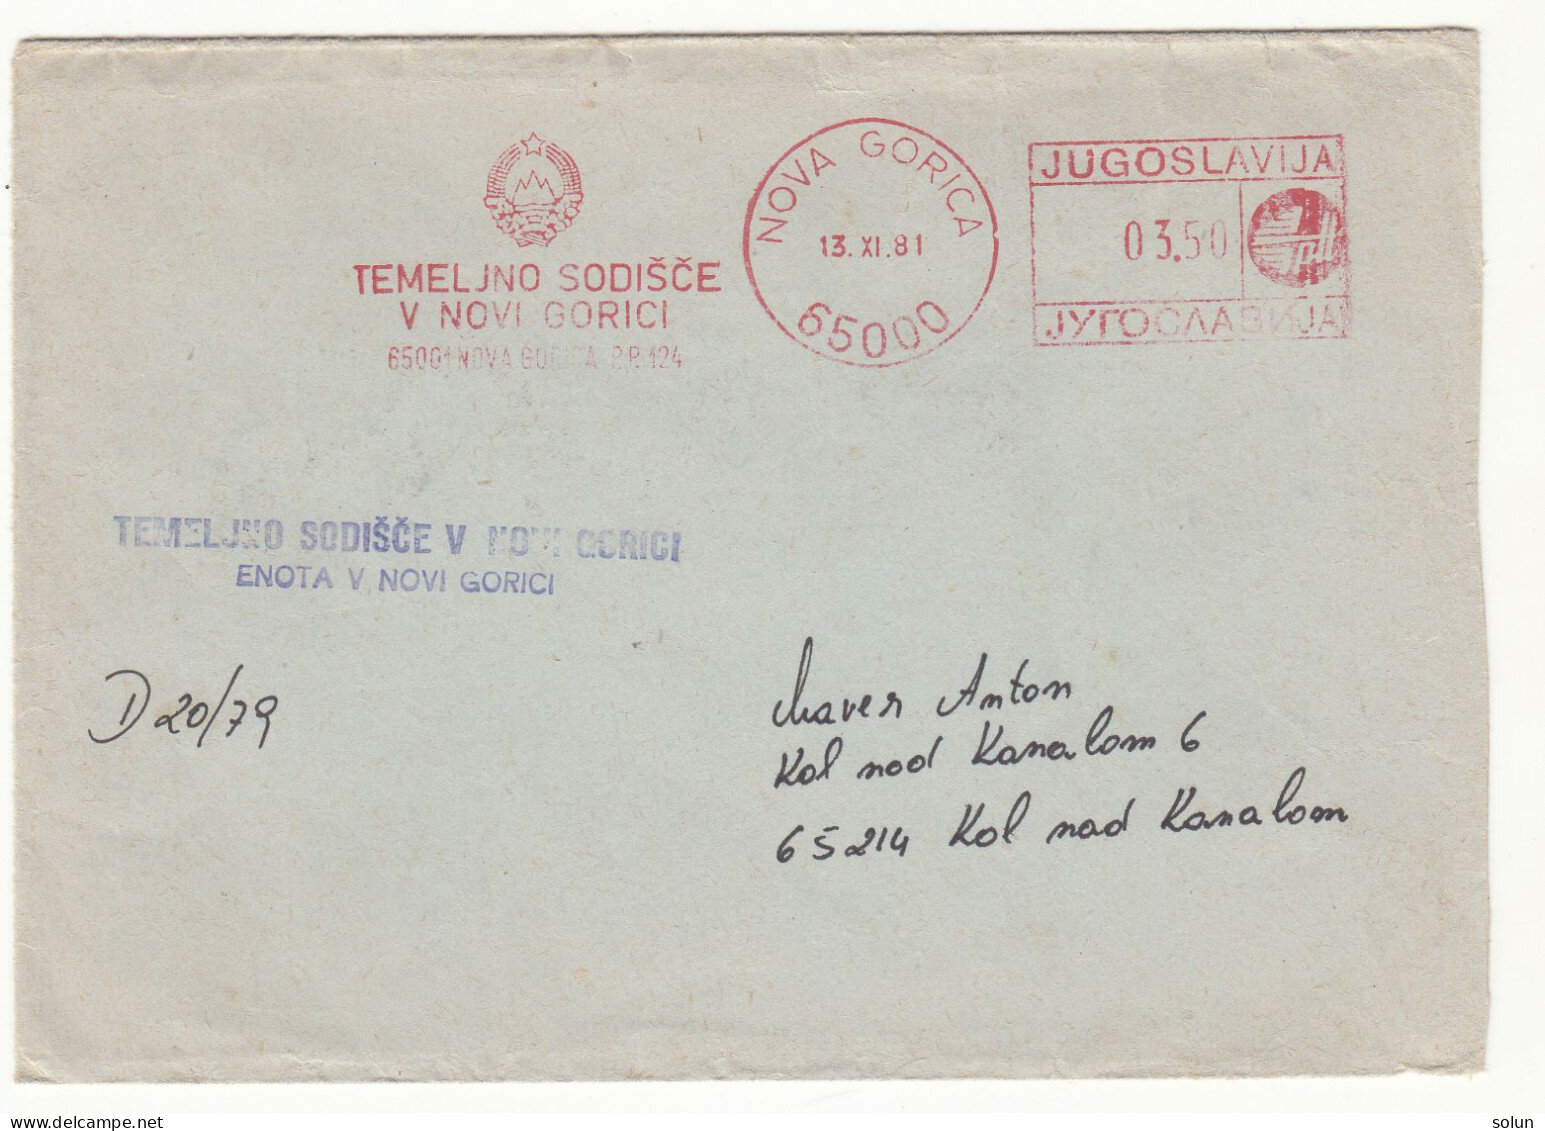 TEMELJNO SODIŠČE
V NOVI GORICI
65001 NOVA GORICA P.P. 124
NOVA GORICA
13. XI. 81
65000
JUGOSLAVIJA
03.50
ЈУГОСЛАВИЈА
TEMELJNO SODIŠČE V NOVI GORICI
ENOTA V NOVI GORICI
D 20/79
Maver Anton
Kal nad Kanalom 6
65214 Kal nad Kanalom
delcampe.net
solun